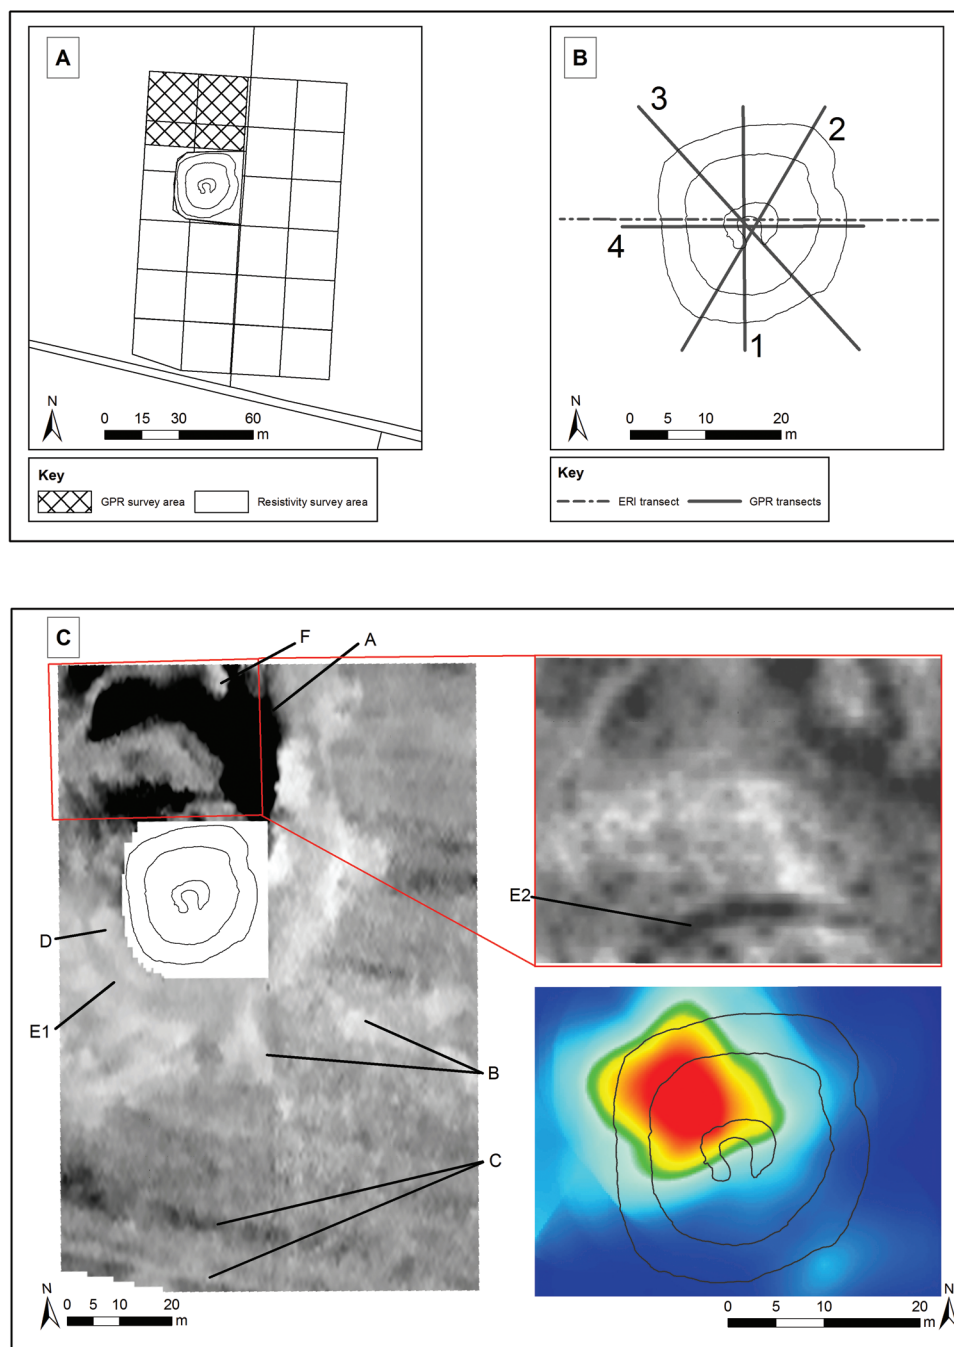 A
N
0 15 30 60
m
Key
GPR survey area
Resistivity survey area
B
3
2
4
1
N
0 5 10 20
m
Key
ERI transect
GPR transects
C
F
A
D
E1
B
C
E2
N
0 5 10 20
m
N
0 5 10 20
m